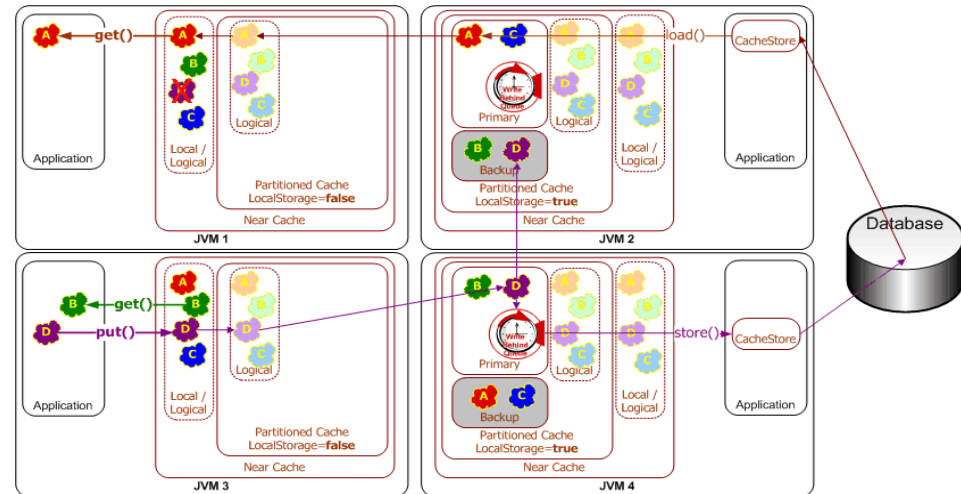 A
get()
A
B
X
C
Local /
Logical
A
B
D
C
Logical
Application
Partitioned Cache
LocalStorage=false
Near Cache
JVM 1
A
C
Write
Behind
Queue
Primary
A
B
D
C
Logical
A
B
D
C
Local /
Logical
load()
CacheStore
B
D
Backup
Application
Partitioned Cache
LocalStorage=true
Near Cache
JVM 2
Database
B
get()
D
put()
A
B
D
C
Local /
Logical
A
B
D
C
Logical
Application
Partitioned Cache
LocalStorage=false
Near Cache
JVM 3
B
D
Write
Behind
Queue
Primary
A
B
D
C
Logical
A
B
D
C
Local /
Logical
store()
CacheStore
A
C
Backup
Application
Partitioned Cache
LocalStorage=true
Near Cache
JVM 4